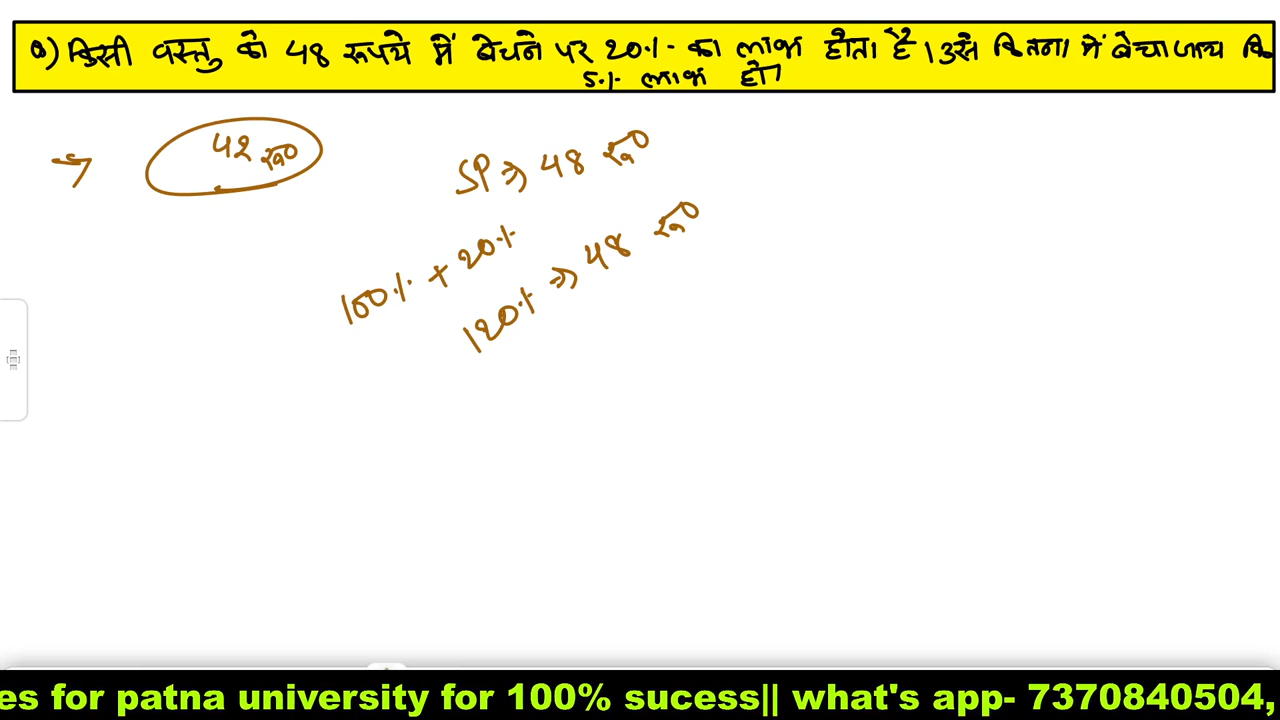 Q) किसी वस्तु को 48 रूपये में बेचने पर 20% का लाभ होता है । उसे कितना में बेचा जाय कि
5% लाभ हो।
→ 42 रू०
SP ⇒ 48 रू०
100% + 20%
120% ⇒ 48 रू०
es for patna university for 100% sucess|| what's app- 7370840504,